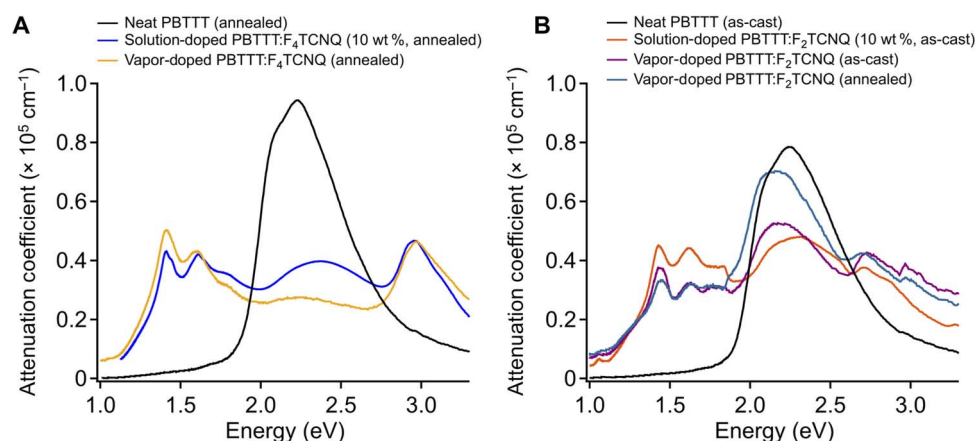 A
Neat PBTTT (annealed)
Solution-doped PBTTT:F₄TCNQ (10 wt %, annealed)
Vapor-doped PBTTT:F₄TCNQ (annealed)
Attenuation coefficient (× 10⁵ cm⁻¹)
1.0
0.8
0.6
0.4
0.2
0
1.0
1.5
2.0
2.5
3.0
Energy (eV)
B
Neat PBTTT (as-cast)
Solution-doped PBTTT:F₂TCNQ (10 wt %, as-cast)
Vapor-doped PBTTT:F₂TCNQ (as-cast)
Vapor-doped PBTTT:F₂TCNQ (annealed)
Attenuation coefficient (× 10⁵ cm⁻¹)
1.0
0.8
0.6
0.4
0.2
0
1.0
1.5
2.0
2.5
3.0
Energy (eV)